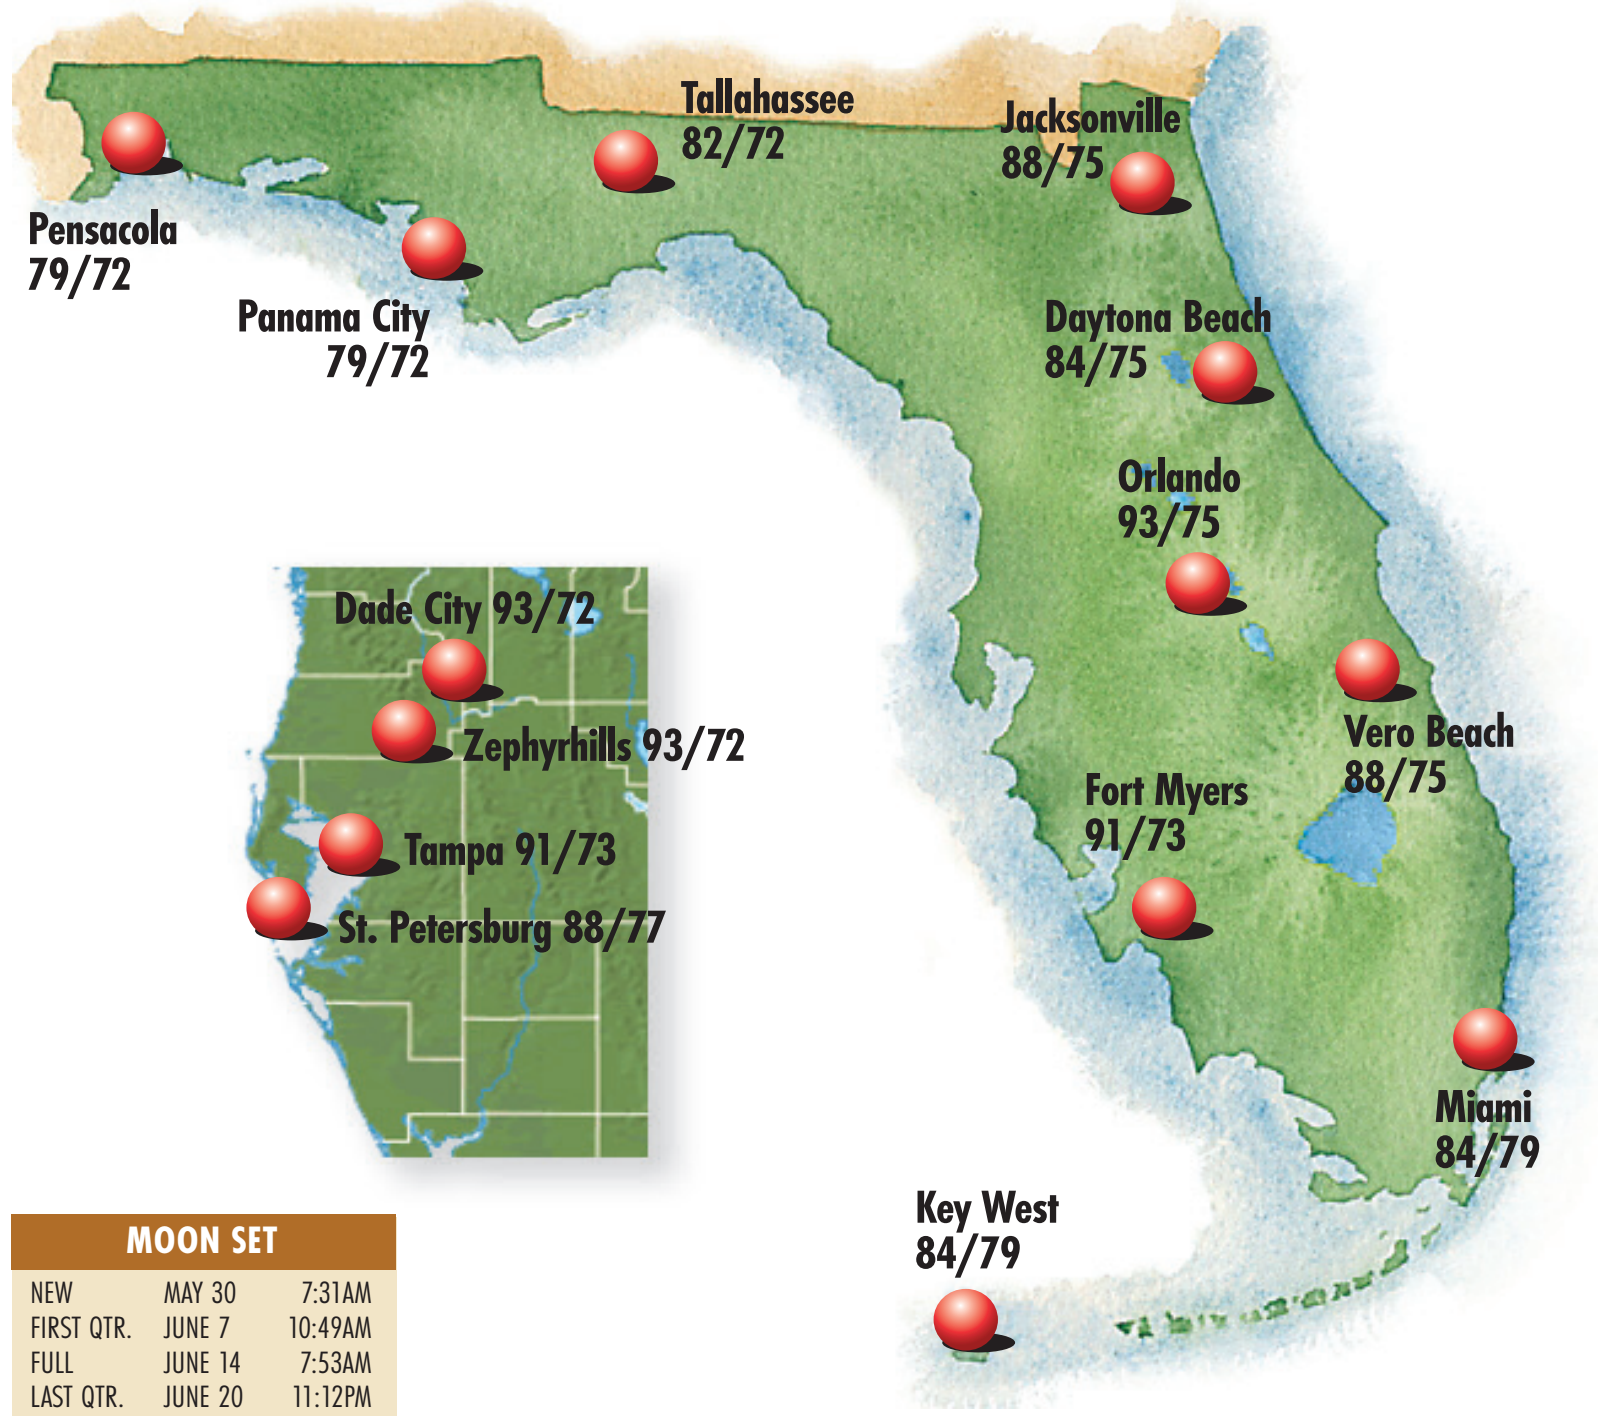 Tallahassee
82/72
Jacksonville
88/75
Pensacola
79/72
Panama City
79/72
Daytona Beach
84/75
Orlando
93/75
Dade City 93/72
Zephyrhills 93/72
Tampa 91/73
St. Petersburg 88/77
Vero Beach
88/75
Fort Myers
91/73
Miami
84/79
Key West
84/79
MOON SET
NEW MAY 30 7:31AM
FIRST QTR. JUNE 7 10:49AM
FULL JUNE 14 7:53AM
LAST QTR. JUNE 20 11:12PM